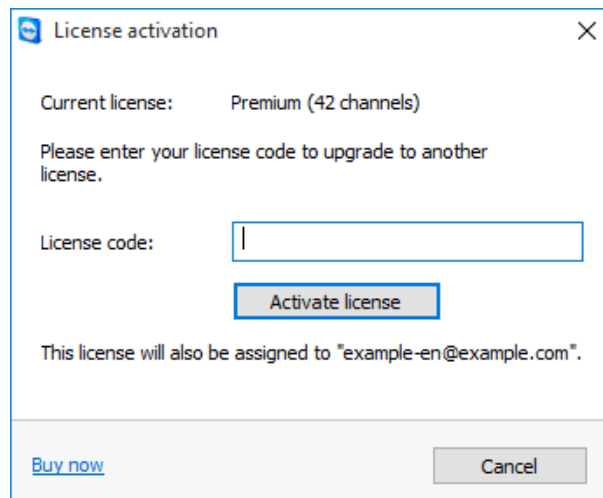 License activation
Current license: Premium (42 channels)
Please enter your license code to upgrade to another
license.
License code:
Activate license
This license will also be assigned to "example-en@example.com".
Buy now Cancel